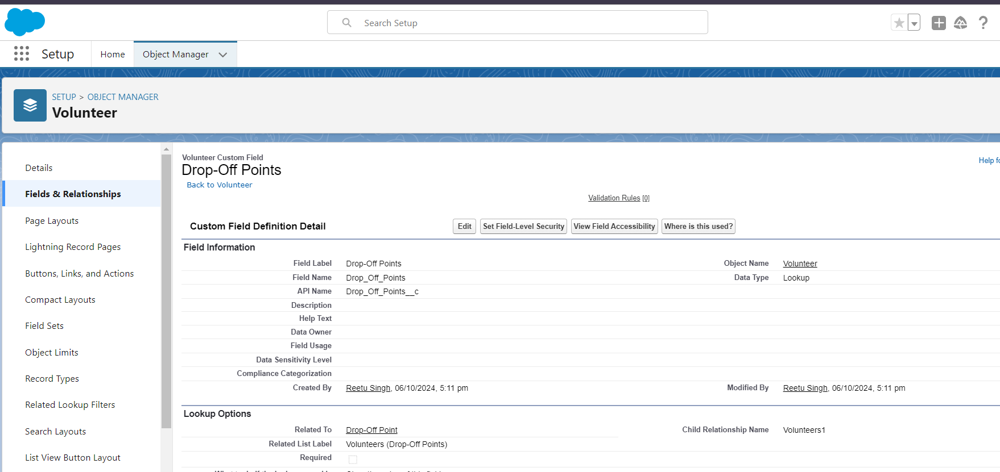 Search Setup
Setup
Home
Object Manager
SETUP > OBJECT MANAGER
Volunteer
Details
Fields & Relationships
Page Layouts
Lightning Record Pages
Buttons, Links, and Actions
Compact Layouts
Field Sets
Object Limits
Record Types
Related Lookup Filters
Search Layouts
List View Button Layout
Volunteer Custom Field
Drop-Off Points
Back to Volunteer
Help fo
Validation Rules [0]
Custom Field Definition Detail
Edit
Set Field-Level Security
View Field Accessibility
Where is this used?
Field Information
Field Label Drop-Off Points Object Name Volunteer
Field Name Drop_Off_Points Data Type Lookup
API Name Drop_Off_Points__c
Description
Help Text
Data Owner
Field Usage
Data Sensitivity Level
Compliance Categorization
Created By Reetu Singh, 06/10/2024, 5:11 pm Modified By Reetu Singh, 06/10/2024, 5:11 pm
Lookup Options
Related To Drop-Off Point Child Relationship Name Volunteers1
Related List Label Volunteers (Drop-Off Points)
Required